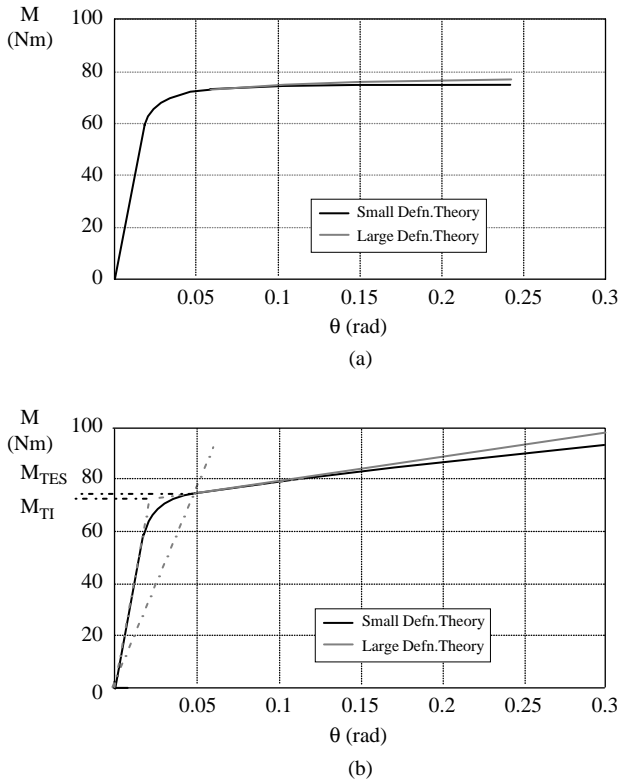 M
(Nm)
100
80
60
40
20
0
0.05
0.1
0.15
0.2
0.25
0.3
θ (rad)
Small Defn.Theory
Large Defn.Theory
(a)
M
(Nm)
100
80
60
40
20
0
M_TES
M_TI
0.05
0.1
0.15
0.2
0.25
0.3
θ (rad)
Small Defn.Theory
Large Defn.Theory
(b)